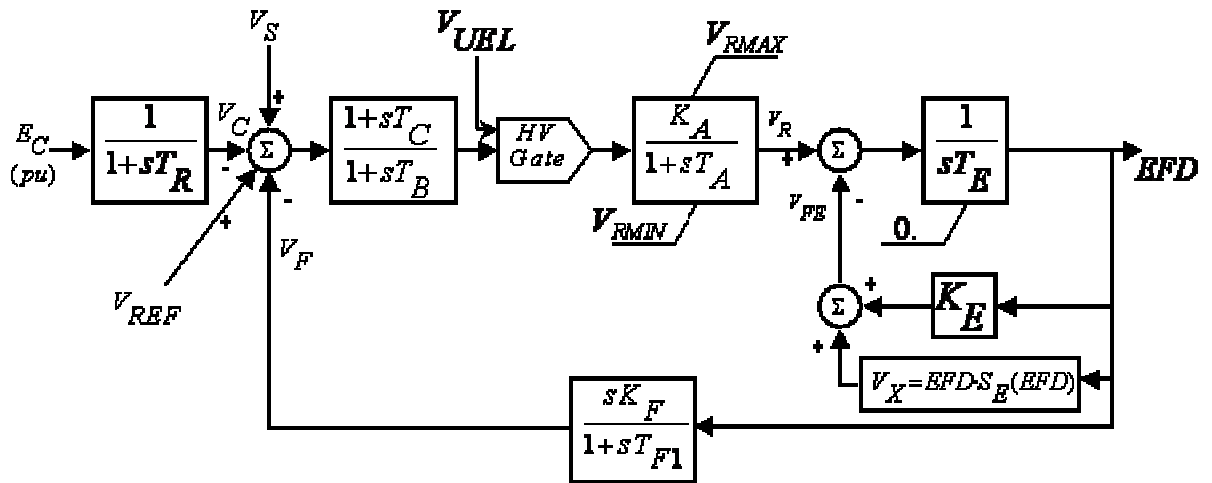 V_S
V_UEL
V_RMAX
E_C
(pu)
1
1+sT_R
V_C
+
-
Σ
+
-
V_REF
V_F
1+sT_C
1+sT_B
HV
Gate
K_A
1+sT_A
V_RMIN
V_R
+
Σ
-
V_FE
1
sT_E
0.
EFD
K_E
+
Σ
+
V_X=EFD·S_E(EFD)
sK_F
1+sT_F1